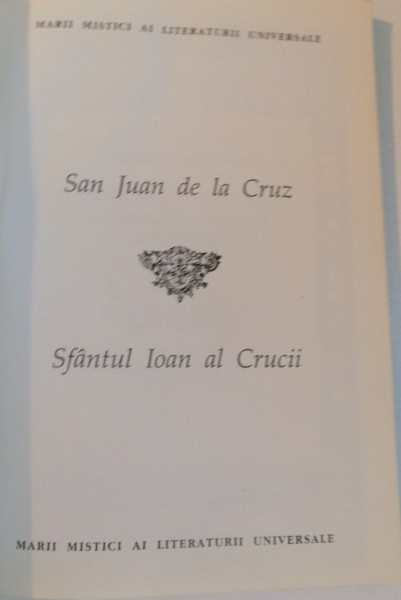 MARII MISTICI AI LITERATURII UNIVERSALE
San Juan de la Cruz
Sfântul Ioan al Crucii
MARII MISTICI AI LITERATURII UNIVERSALE